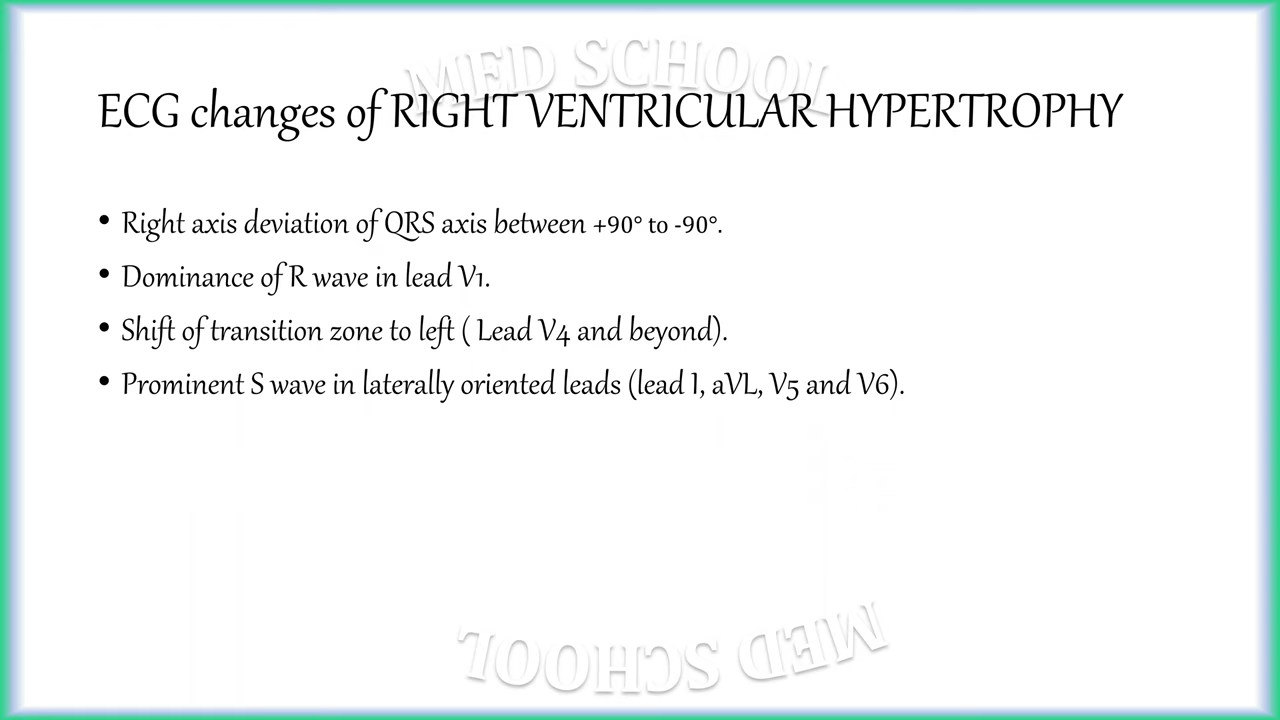 MED SCHOOL
ECG changes of RIGHT VENTRICULAR HYPERTROPHY
• Right axis deviation of QRS axis between +90° to -90°.
• Dominance of R wave in lead V1.
• Shift of transition zone to left ( Lead V4 and beyond).
• Prominent S wave in laterally oriented leads (lead I, aVL, V5 and V6).
MED SCHOOL